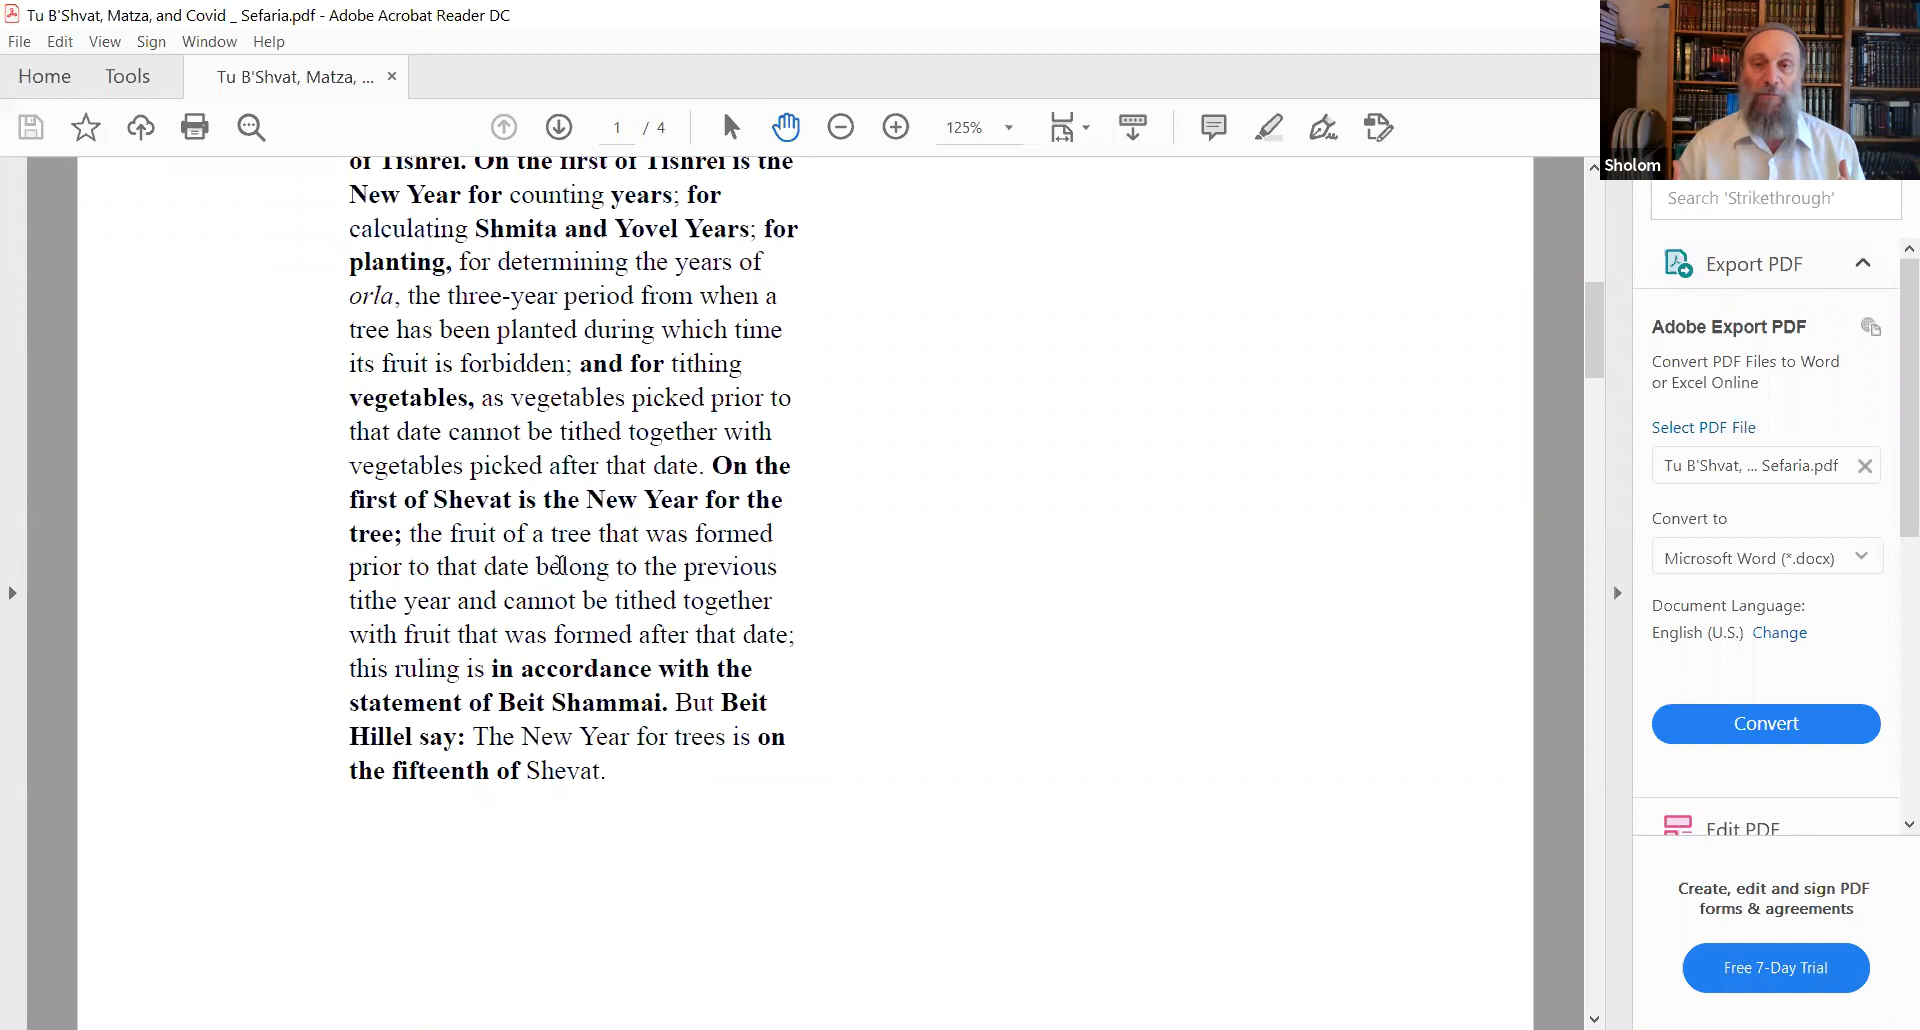 Tu B'Shvat, Matza, and Covid _ Sefaria.pdf - Adobe Acrobat Reader DC
File Edit View Sign Window Help
Home Tools Tu B'Shvat, Matza, ... ×
1 / 4 125%
Sholom
of Tishrei. On the first of Tishrei is the
New Year for counting years; for
calculating Shmita and Yovel Years; for
planting, for determining the years of
orla, the three-year period from when a
tree has been planted during which time
its fruit is forbidden; and for tithing
vegetables, as vegetables picked prior to
that date cannot be tithed together with
vegetables picked after that date. On the
first of Shevat is the New Year for the
tree; the fruit of a tree that was formed
prior to that date belong to the previous
tithe year and cannot be tithed together
with fruit that was formed after that date;
this ruling is in accordance with the
statement of Beit Shammai. But Beit
Hillel say: The New Year for trees is on
the fifteenth of Shevat.
Search 'Strikethrough'
Export PDF
Adobe Export PDF
Convert PDF Files to Word
or Excel Online
Select PDF File
Tu B'Shvat, ... Sefaria.pdf
Convert to
Microsoft Word (*.docx)
Document Language:
English (U.S.) Change
Convert
Edit PDF
Create, edit and sign PDF
forms & agreements
Free 7-Day Trial